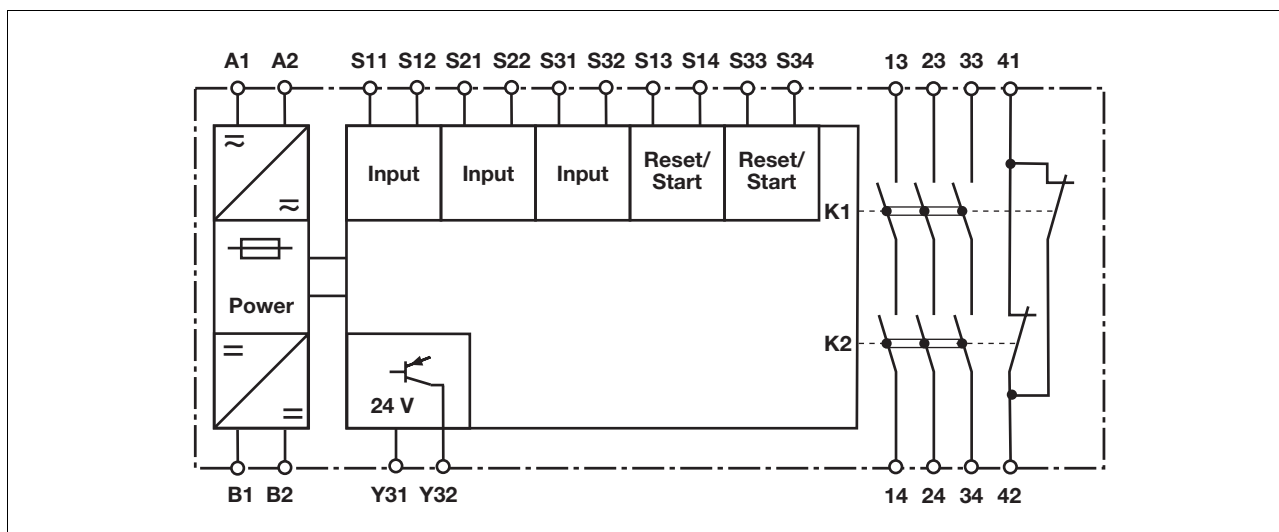 A1 A2 S11 S12 S21 S22 S31 S32 S13 S14 S33 S34 13 23 33 41
Input Input Input Reset/ Start Reset/ Start
K1
Power
K2
24 V
B1 B2 Y31 Y32 14 24 34 42